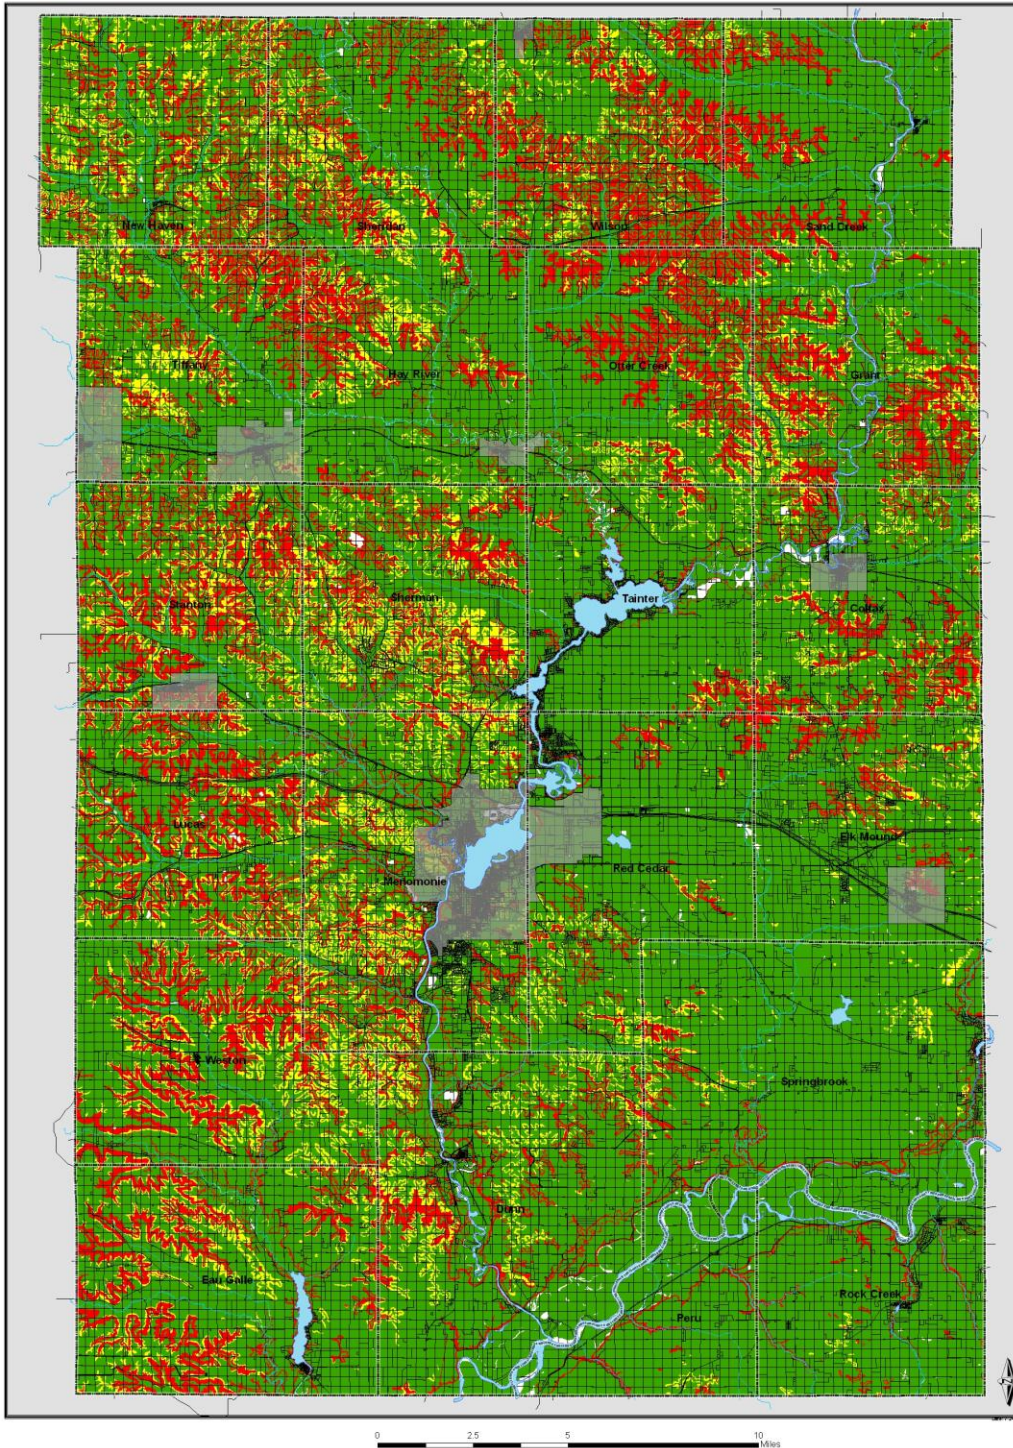 New Haven
Sheridan
Wilson
Sand Creek
Tiffany
Hay River
Otter Creek
Grant
Stanton
Sherman
Tainter
Colfax
Lucas
Menomonie
Red Cedar
Elk Mound
Weston
Springbrook
Dunn
Eau Galle
Peru
Rock Creek
0 2.5 5 10
Miles